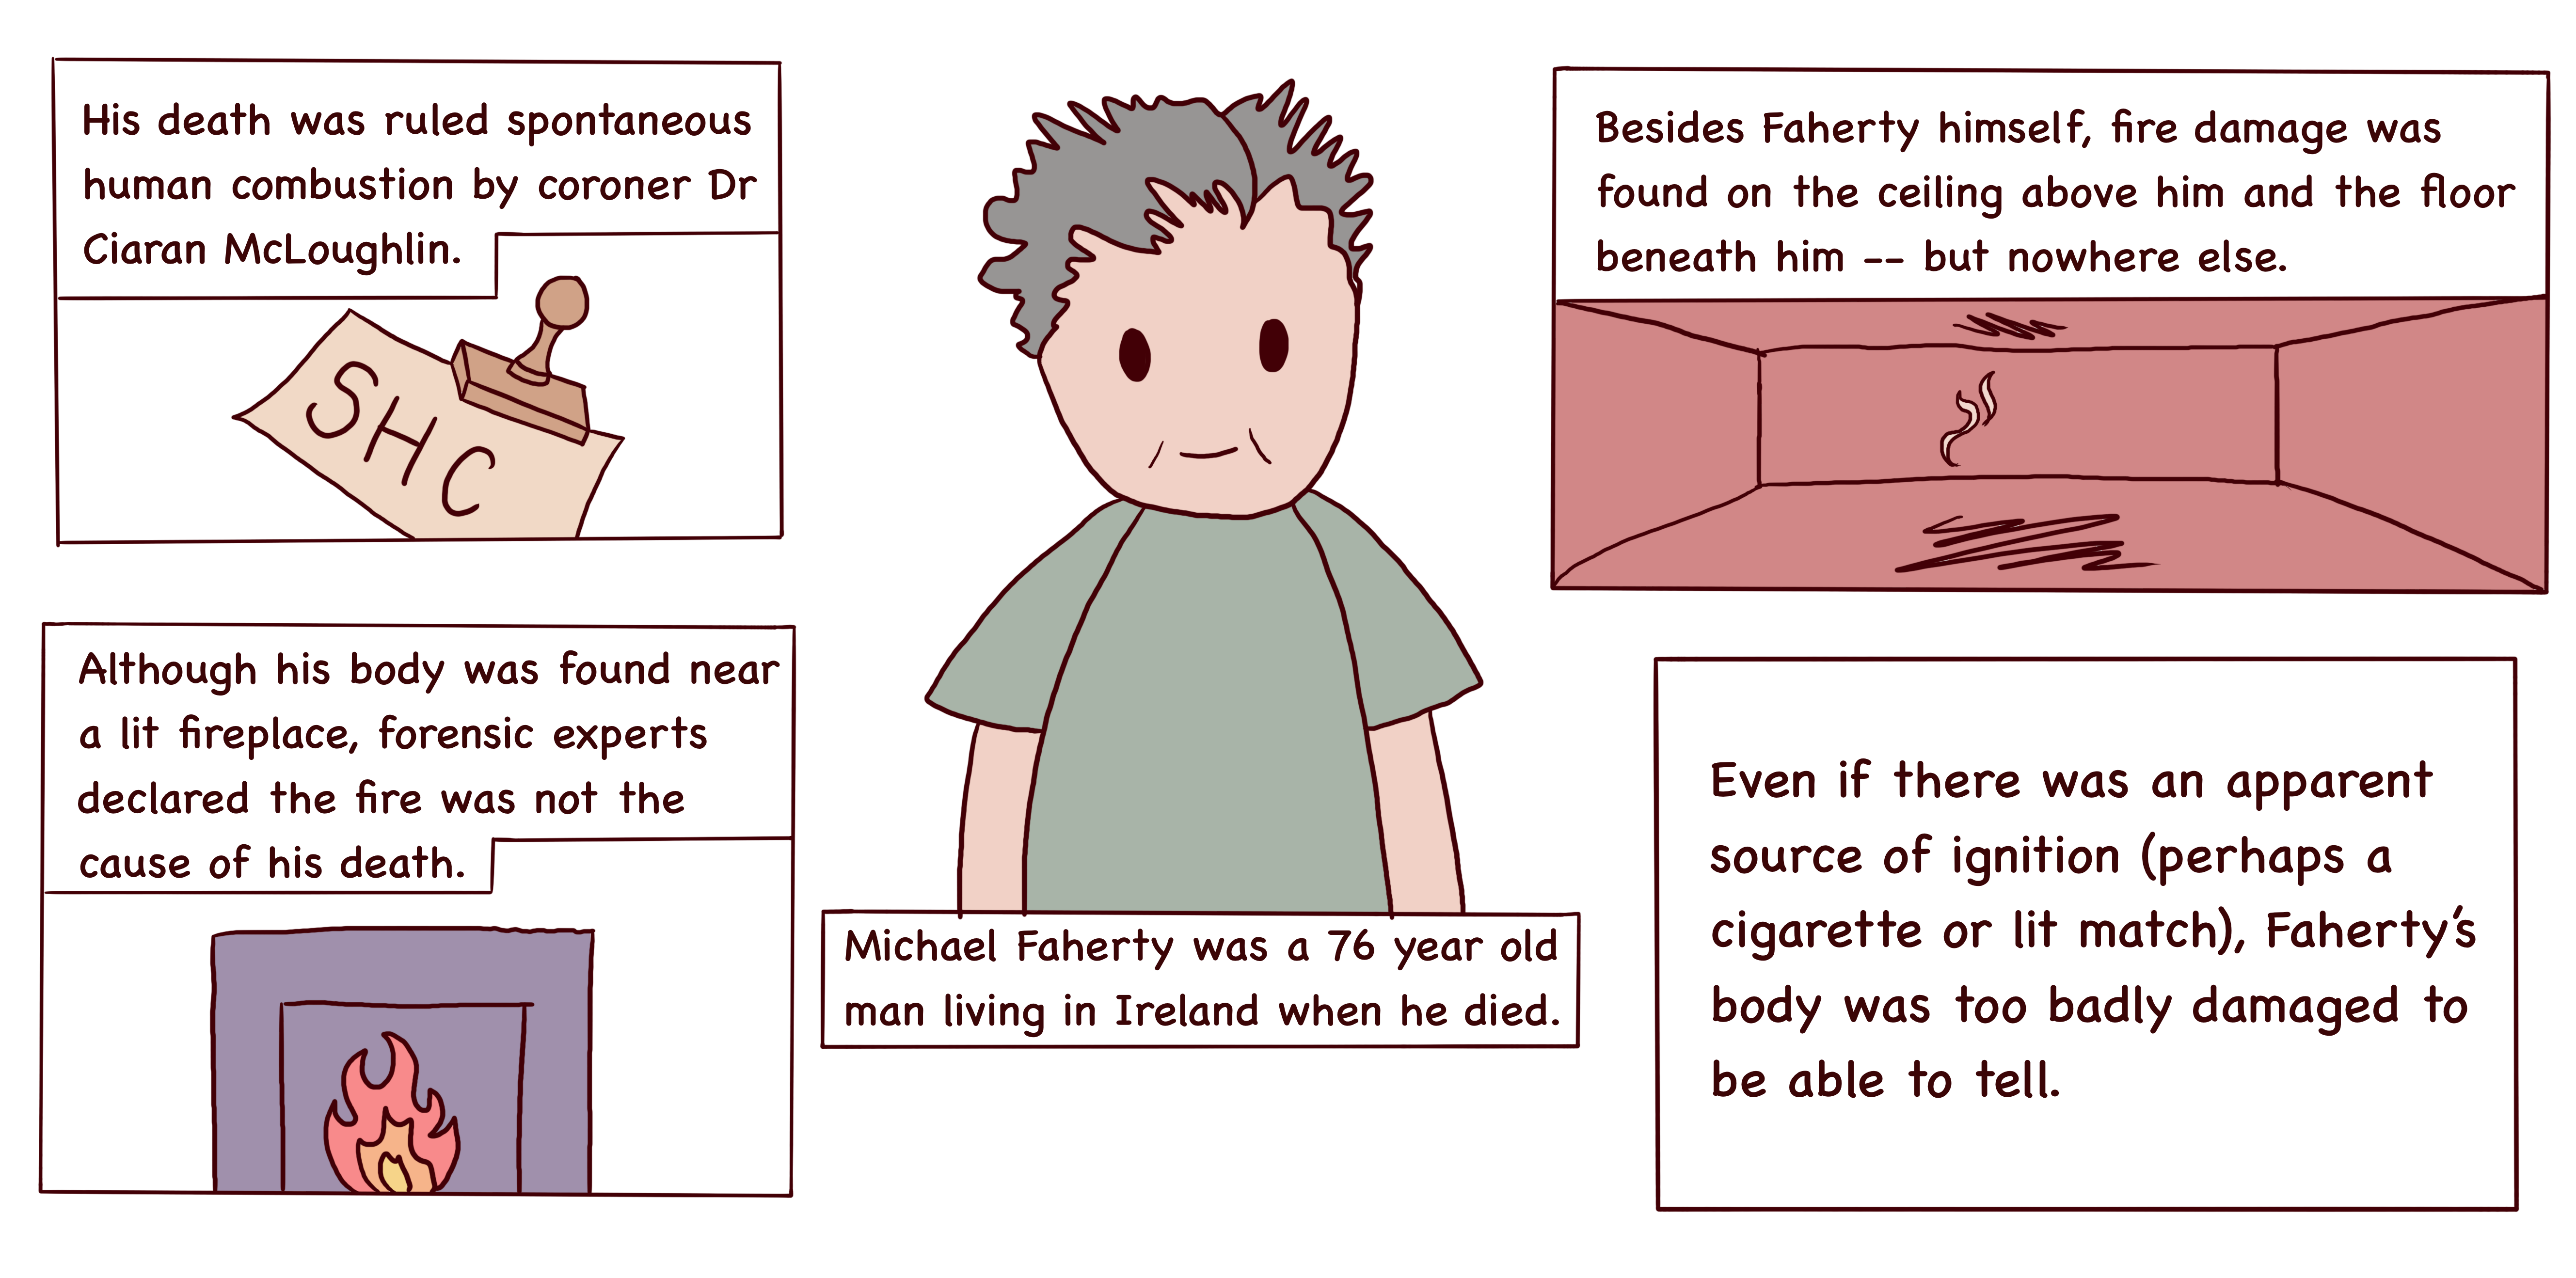 His death was ruled spontaneous
human combustion by coroner Dr
Ciaran McLoughlin.
SHC
Although his body was found near
a lit fireplace, forensic experts
declared the fire was not the
cause of his death.
Michael Faherty was a 76 year old
man living in Ireland when he died.
Besides Faherty himself, fire damage was
found on the ceiling above him and the floor
beneath him -- but nowhere else.
Even if there was an apparent
source of ignition (perhaps a
cigarette or lit match), Faherty's
body was too badly damaged to
be able to tell.